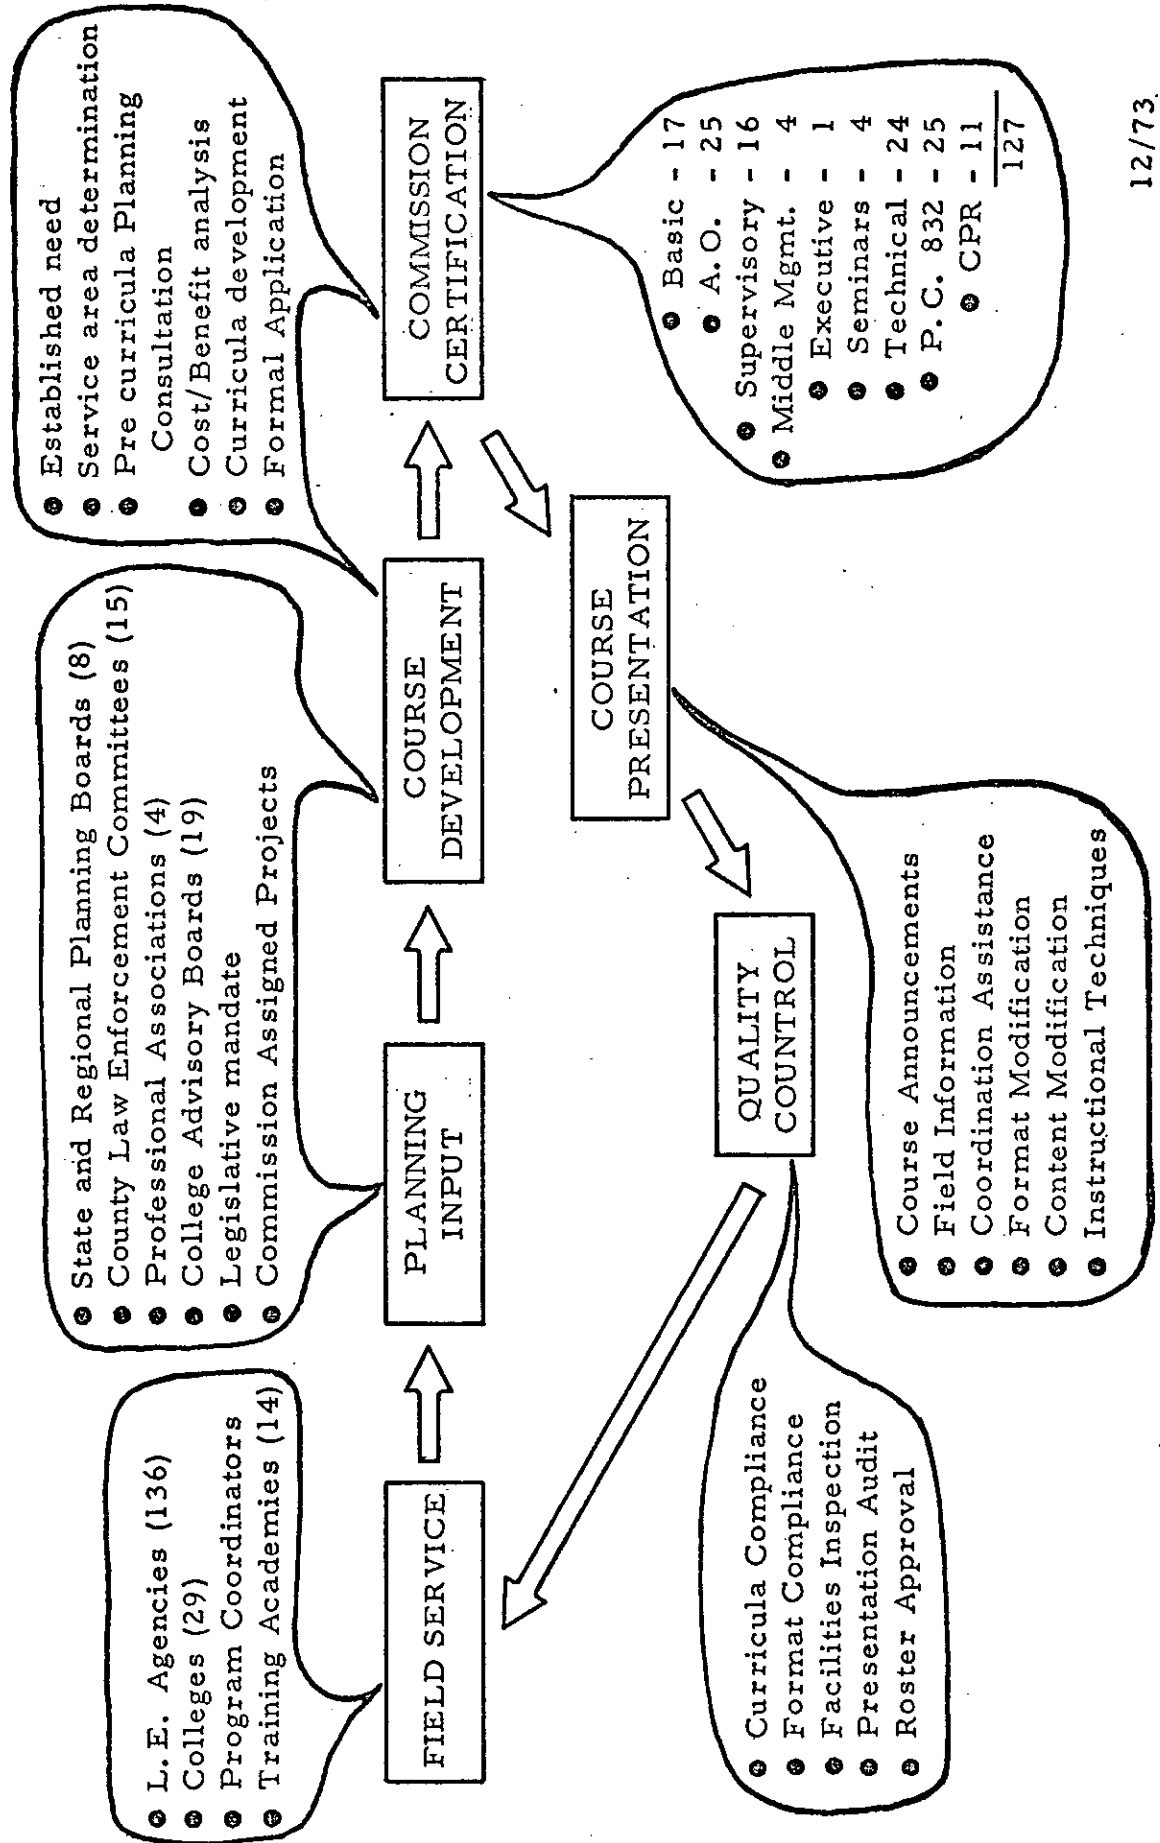 ● L.E. Agencies (136)
● Colleges (29)
● Program Coordinators
● Training Academies (14)
● State and Regional Planning Boards (8)
● County Law Enforcement Committees (15)
● Professional Associations (4)
● College Advisory Boards (19)
● Legislative mandate
● Commission Assigned Projects
● Established need
● Service area determination
● Pre curricula Planning
Consultation
● Cost/Benefit analysis
● Curricula development
● Formal Application
FIELD SERVICE
PLANNING
INPUT
COURSE
DEVELOPMENT
COMMISSION
CERTIFICATION
COURSE
PRESENTATION
QUALITY
COUNTROL
● Curricula Compliance
● Format Compliance
● Facilities Inspection
● Presentation Audit
● Roster Approval
● Course Announcements
● Field Information
● Coordination Assistance
● Format Modification
● Content Modification
● Instructional Techniques
● Basic - 17
● A.O. - 25
● Supervisory - 16
● Middle Mgmt. - 4
● Executive - 1
● Seminars - 4
● Technical - 24
● P.C. 832 - 25
● CPR - 11
127
12/73